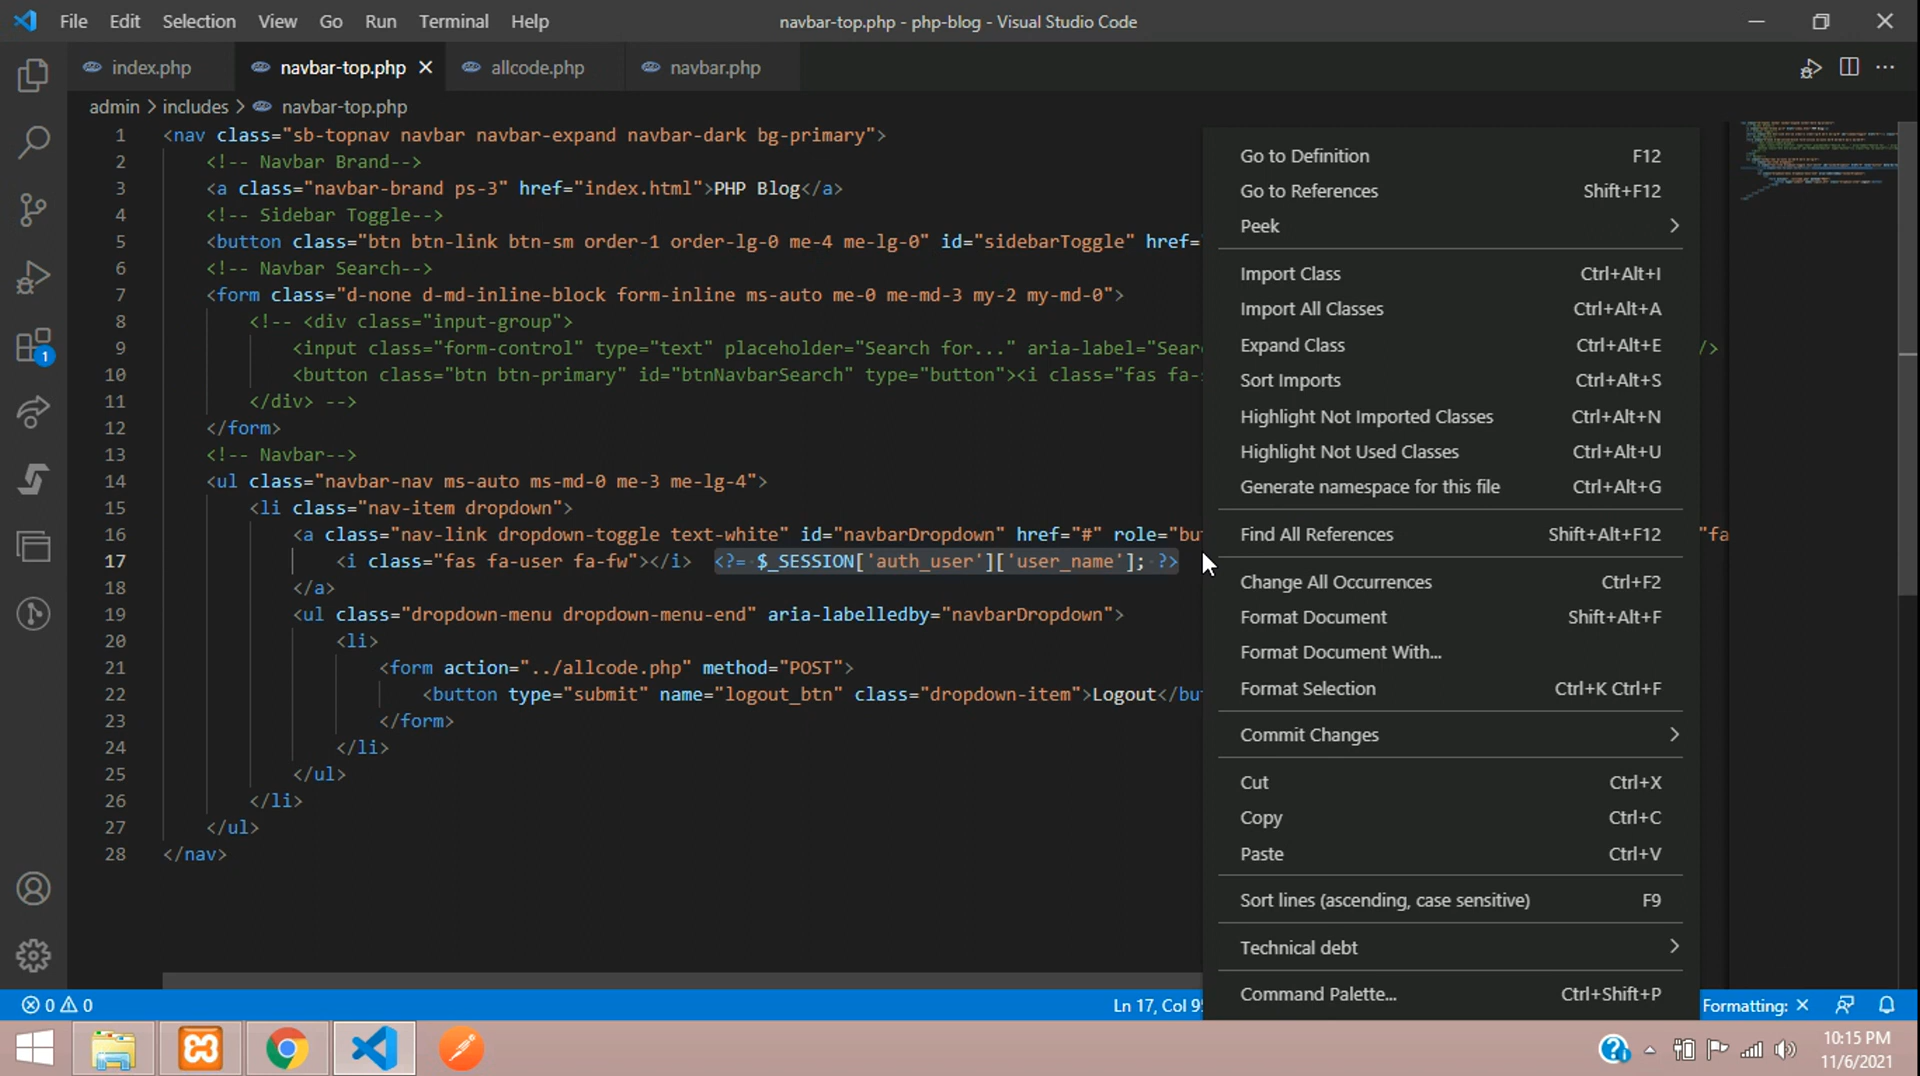 File Edit Selection View Go Run Terminal Help
navbar-top.php - php-blog - Visual Studio Code
index.php navbar-top.php allcode.php navbar.php
admin > includes > navbar-top.php
1 <nav class="sb-topnav navbar navbar-expand navbar-dark bg-primary">
2 <!-- Navbar Brand-->
3 <a class="navbar-brand ps-3" href="index.html">PHP Blog</a>
4 <!-- Sidebar Toggle-->
5 <button class="btn btn-link btn-sm order-1 order-lg-0 me-4 me-lg-0" id="sidebarToggle" href=
6 <!-- Navbar Search-->
7 <form class="d-none d-md-inline-block form-inline ms-auto me-0 me-md-3 my-2 my-md-0">
8 <!-- <div class="input-group">
9 <input class="form-control" type="text" placeholder="Search for..." aria-label="Sear /">
10 <button class="btn btn-primary" id="btnNavbarSearch" type="button"><i class="fas fa-
11 </div> -->
12 </form>
13 <!-- Navbar-->
14 <ul class="navbar-nav ms-auto ms-md-0 me-3 me-lg-4">
15 <li class="nav-item dropdown">
16 <a class="nav-link dropdown-toggle text-white" id="navbarDropdown" href="#" role="bu "fa
17 <i class="fas fa-user fa-fw"></i> <?= $_SESSION['auth_user']['user_name']; ?>
18 </a>
19 <ul class="dropdown-menu dropdown-menu-end" aria-labelledby="navbarDropdown">
20 <li>
21 <form action="../allcode.php" method="POST">
22 <button type="submit" name="logout_btn" class="dropdown-item">Logout</bu
23 </form>
24 </li>
25 </ul>
26 </li>
27 </ul>
28 </nav>
Go to Definition F12
Go to References Shift+F12
Peek
Import Class Ctrl+Alt+I
Import All Classes Ctrl+Alt+A
Expand Class Ctrl+Alt+E
Sort Imports Ctrl+Alt+S
Highlight Not Imported Classes Ctrl+Alt+N
Highlight Not Used Classes Ctrl+Alt+U
Generate namespace for this file Ctrl+Alt+G
Find All References Shift+Alt+F12
Change All Occurrences Ctrl+F2
Format Document Shift+Alt+F
Format Document With...
Format Selection Ctrl+K Ctrl+F
Commit Changes
Cut Ctrl+X
Copy Ctrl+C
Paste Ctrl+V
Sort lines (ascending, case sensitive) F9
Technical debt
Command Palette... Ctrl+Shift+P
1
0 0
Ln 17, Col 9
Formatting: ×
10:15 PM
11/6/2021